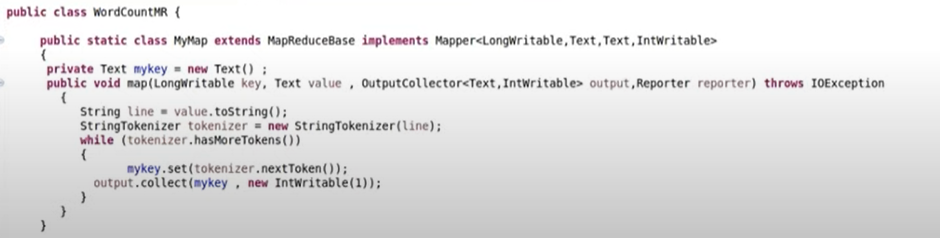 public class WordCountMR {
public static class MyMap extends MapReduceBase implements Mapper<LongWritable,Text,Text,IntWritable>
{
private Text mykey = new Text() ;
public void map(LongWritable key, Text value , OutputCollector<Text,IntWritable> output,Reporter reporter) throws IOException
{
String line = value.toString();
StringTokenizer tokenizer = new StringTokenizer(line);
while (tokenizer.hasMoreTokens())
{
mykey.set(tokenizer.nextToken());
output.collect(mykey , new IntWritable(1));
}
}
}